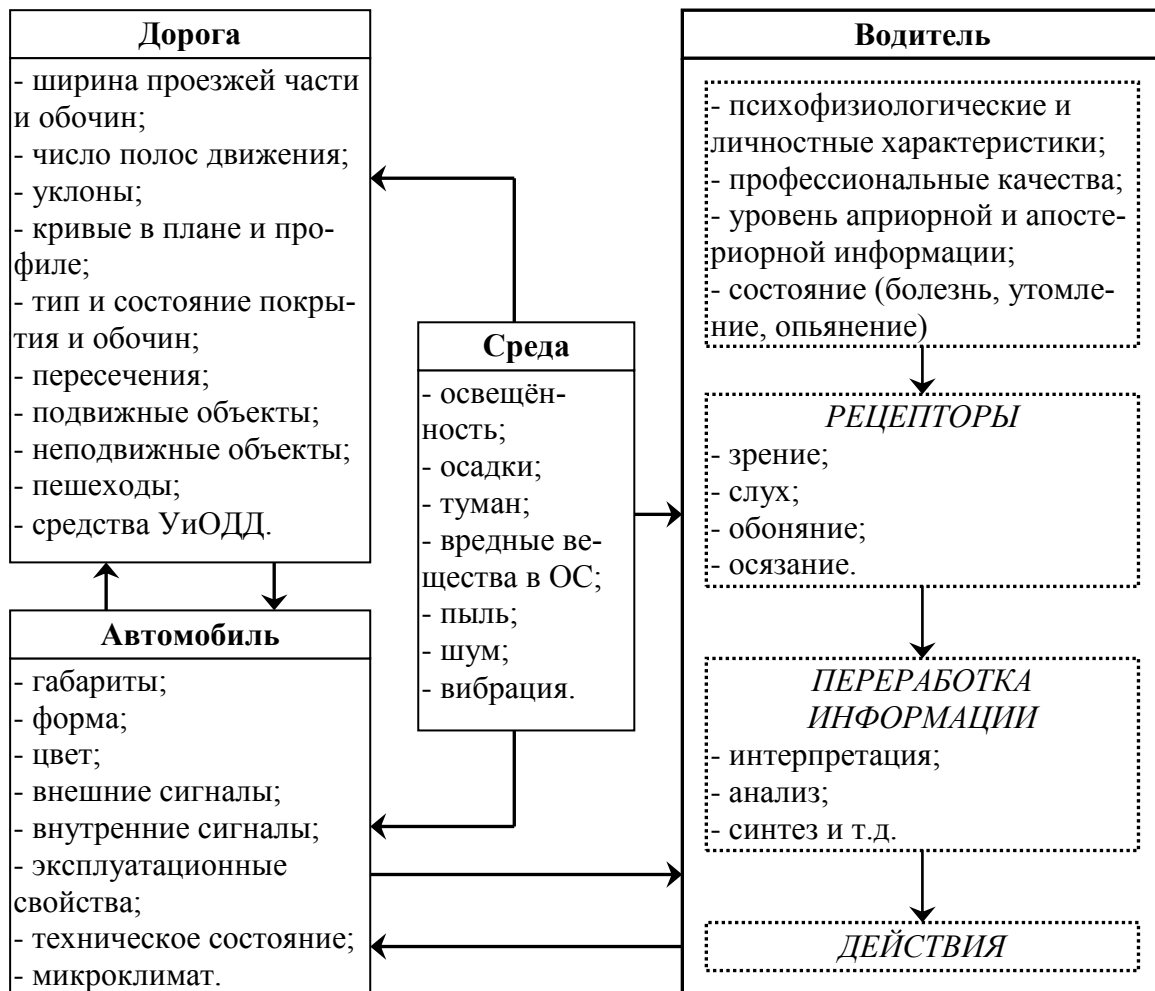 Дорога
- ширина проезжей части
и обочин;
- число полос движения;
- уклоны;
- кривые в плане и про-
филе;
- тип и состояние покры-
тия и обочин;
- пересечения;
- подвижные объекты;
- неподвижные объекты;
- пешеходы;
- средства УиОДД.
Автомобиль
- габариты;
- форма;
- цвет;
- внешние сигналы;
- внутренние сигналы;
- эксплуатационные
свойства;
- техническое состояние;
- микроклимат.
Среда
- освещён-
ность;
- осадки;
- туман;
- вредные ве-
щества в ОС;
- пыль;
- шум;
- вибрация.
Водитель
- психофизиологические и
личностные характеристики;
- профессиональные качества;
- уровень априорной и апосте-
риорной информации;
- состояние (болезнь, утомле-
ние, опьянение)
РЕЦЕПТОРЫ
- зрение;
- слух;
- обоняние;
- осязание.
ПЕРЕРАБОТКА
ИНФОРМАЦИИ
- интерпретация;
- анализ;
- синтез и т.д.
ДЕЙСТВИЯ